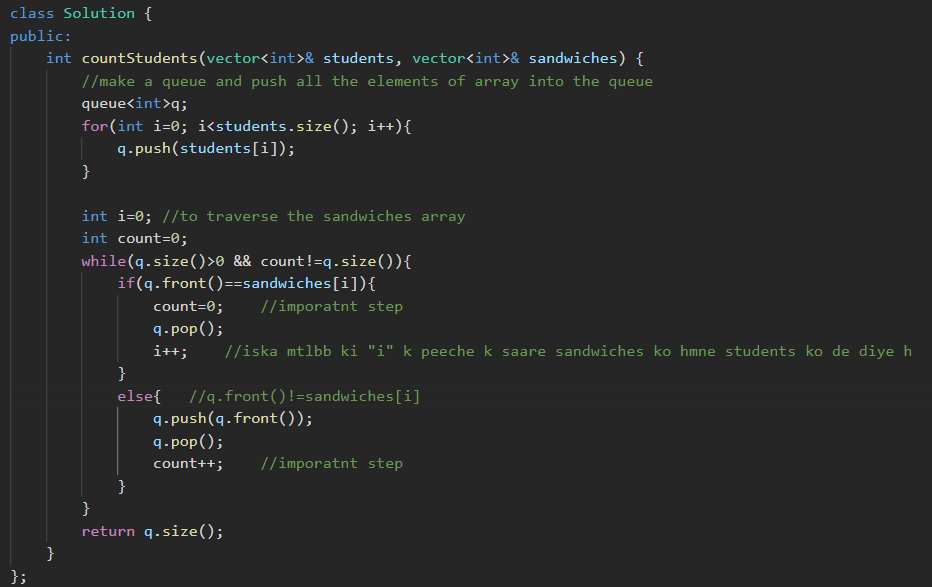 class Solution {
public:
    int countStudents(vector<int>& students, vector<int>& sandwiches) {
        //make a queue and push all the elements of array into the queue
        queue<int>q;
        for(int i=0; i<students.size(); i++){
            q.push(students[i]);
        }

        int i=0; //to traverse the sandwiches array
        int count=0;
        while(q.size()>0 && count!=q.size()){
            if(q.front()==sandwiches[i]){
                count=0;    //imporatnt step
                q.pop();
                i++;    //iska mtlbb ki "i" k peeche k saare sandwiches ko hmne students ko de diye h
            }
            else{   //q.front()!=sandwiches[i]
                q.push(q.front());
                q.pop();
                count++;    //imporatnt step
            }
        }
        return q.size();
    }
};